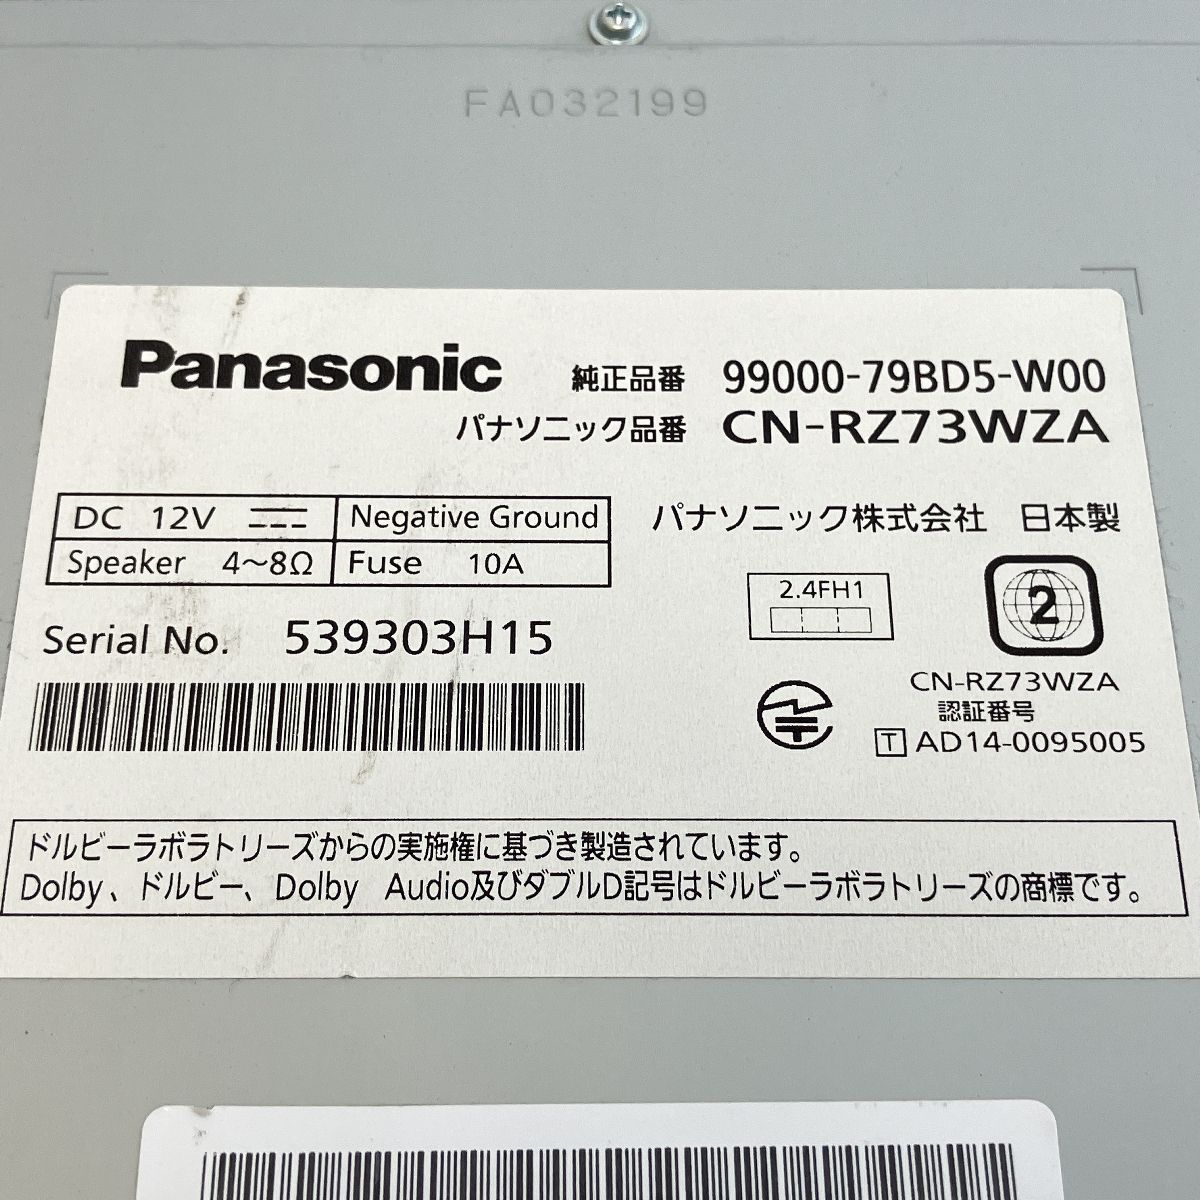 FA032199
Panasonic 純正品番 99000-79BD5-W00
パナソニック品番 CN-RZ73WZA
DC 12V Negative Ground
Speaker 4～8Ω Fuse 10A
パナソニック株式会社 日本製
2.4FH1
2
Serial No. 539303H15
CN-RZ73WZA
認証番号
T AD14-0095005
ドルビーラボラトリーズからの実施権に基づき製造されています。
Dolby、ドルビー、Dolby Audio及びダブルD記号はドルビーラボラトリーズの商標です。